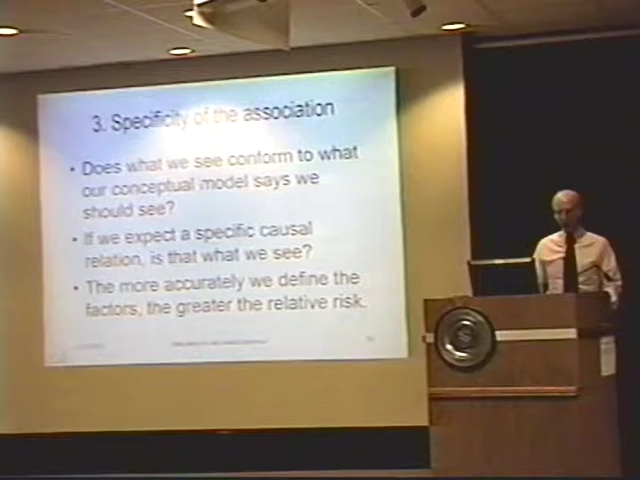 3. Specificity of the association
• Does what we see conform to what
our conceptual model says we
should see?
• If we expect a specific causal
relation, is that what we see?
• The more accurately we define the
factors, the greater the relative risk.